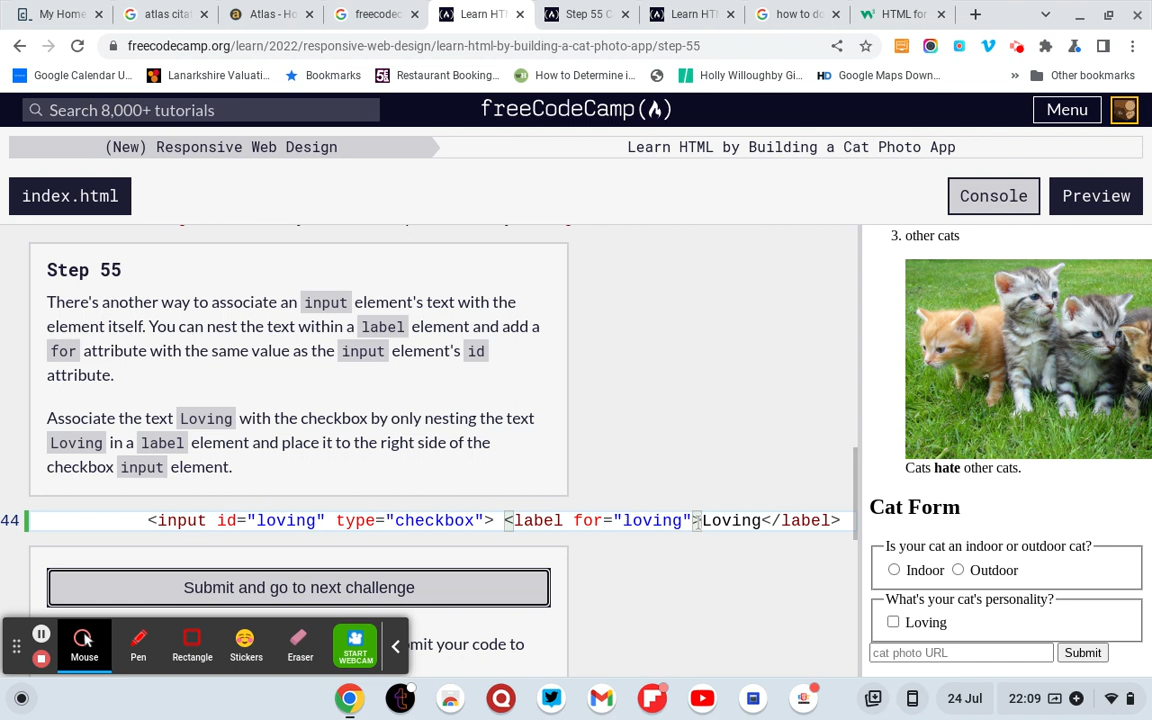 My Home
atlas cita
Atlas - Ho
freecodec
Learn HT
Step 55 C
Learn HT
how to do
HTML for
freecodecamp.org/learn/2022/responsive-web-design/learn-html-by-building-a-cat-photo-app/step-55
Google Calendar U...
Lanarkshire Valuati...
Bookmarks
Restaurant Booking...
How to Determine i...
Holly Willoughby Gi...
HD Google Maps Down...
» Other bookmarks
Search 8,000+ tutorials
freeCodeCamp
Menu
(New) Responsive Web Design
Learn HTML by Building a Cat Photo App
index.html
Console
Preview
Step 55
There's another way to associate an input element's text with the
element itself. You can nest the text within a label element and add a
for attribute with the same value as the input element's id
attribute.
Associate the text Loving with the checkbox by only nesting the text
Loving in a label element and place it to the right side of the
checkbox input element.
44 <input id="loving" type="checkbox"> <label for="loving">Loving</label>
Submit and go to next challenge
mit your code to
3. other cats
Cats hate other cats.
Cat Form
Is your cat an indoor or outdoor cat?
Indoor Outdoor
What's your cat's personality?
Loving
cat photo URL Submit
Mouse
Pen
Rectangle
Stickers
Eraser
START
WEBCAM
24 Jul
22:09